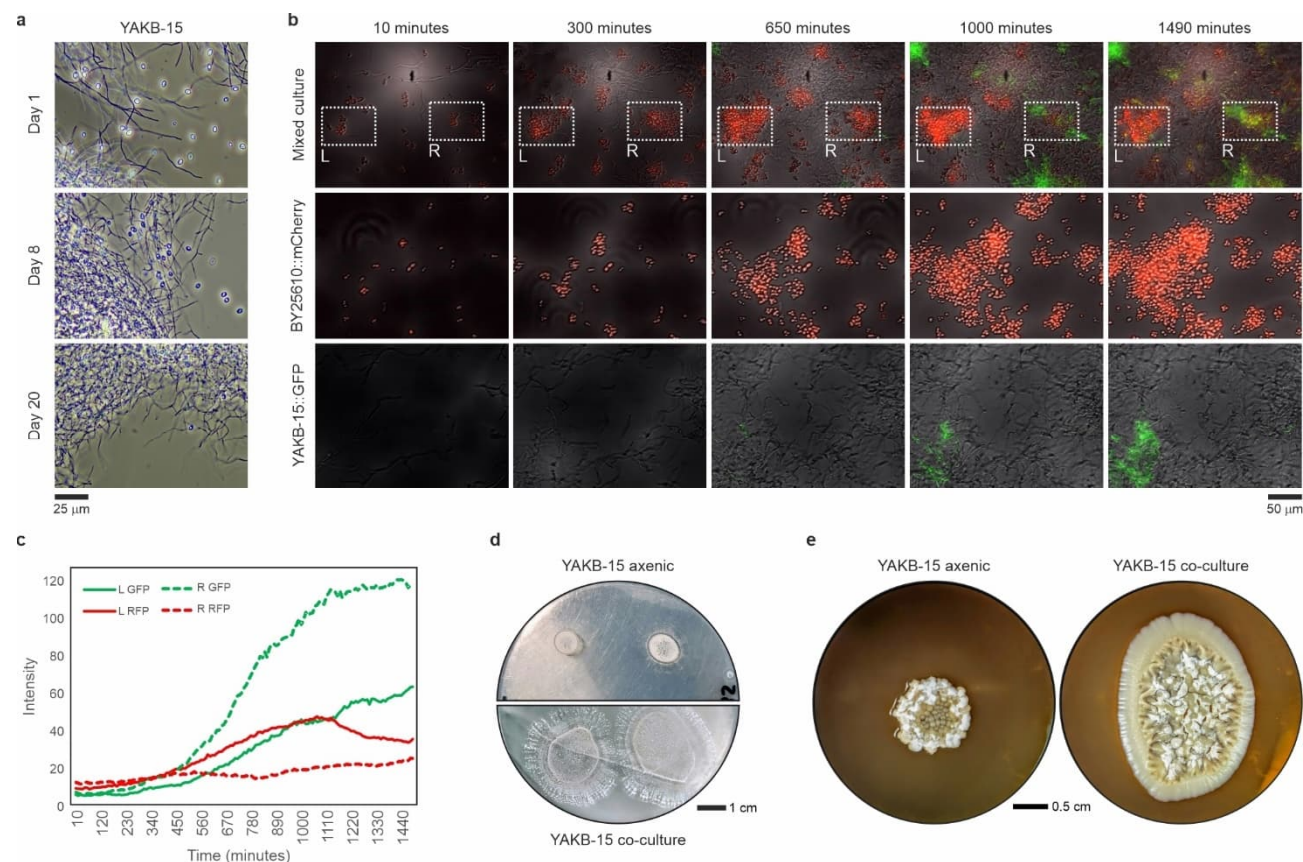 a
YAKB-15
Day 1
Day 8
Day 20
25 μm
b
10 minutes
300 minutes
650 minutes
1000 minutes
1490 minutes
Mixed culture
L
R
L
R
L
R
L
R
L
R
BY25610::mCherry
YAKB-15::GFP
50 μm
c
Intensity
120
100
80
60
40
20
0
L GFP
R GFP
L RFP
R RFP
10
120
230
340
450
560
670
780
890
1000
1110
1220
1330
1440
Time (minutes)
d
YAKB-15 axenic
1 cm
YAKB-15 co-culture
e
YAKB-15 axenic
YAKB-15 co-culture
0.5 cm